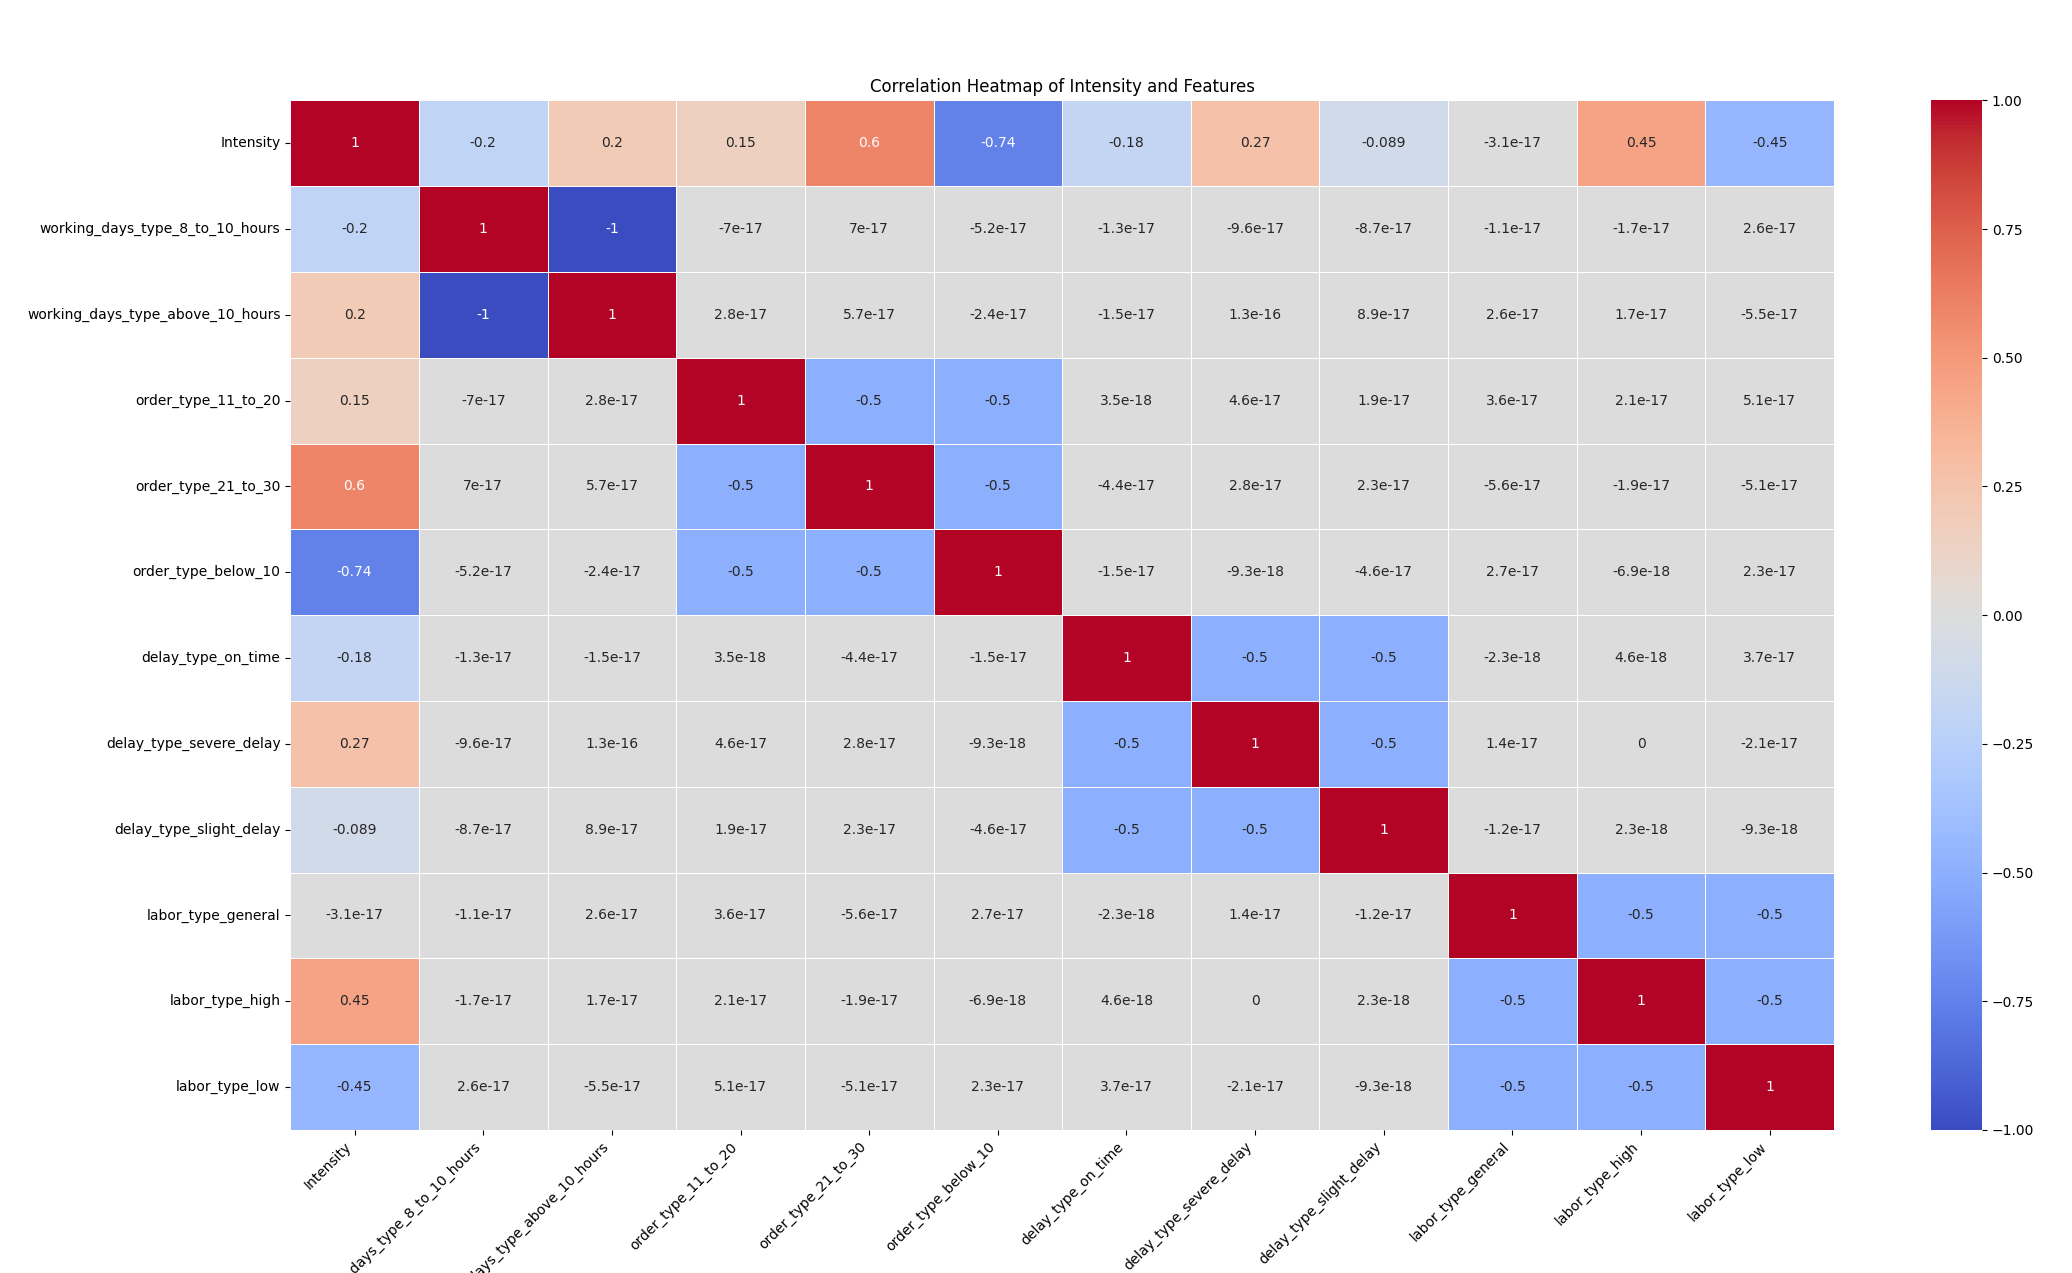 Correlation Heatmap of Intensity and Features
Intensity 1 -0.2 0.2 0.15 0.6 -0.74 -0.18 0.27 -0.089 -3.1e-17 0.45 -0.45
working_days_type_8_to_10_hours -0.2 1 -1 -7e-17 7e-17 -5.2e-17 -1.3e-17 -9.6e-17 -8.7e-17 -1.1e-17 -1.7e-17 2.6e-17
working_days_type_above_10_hours 0.2 -1 1 2.8e-17 5.7e-17 -2.4e-17 -1.5e-17 1.3e-16 8.9e-17 2.6e-17 1.7e-17 -5.5e-17
order_type_11_to_20 0.15 -7e-17 2.8e-17 1 -0.5 -0.5 3.5e-18 4.6e-17 1.9e-17 3.6e-17 2.1e-17 5.1e-17
order_type_21_to_30 0.6 7e-17 5.7e-17 -0.5 1 -0.5 -4.4e-17 2.8e-17 2.3e-17 -5.6e-17 -1.9e-17 -5.1e-17
order_type_below_10 -0.74 -5.2e-17 -2.4e-17 -0.5 -0.5 1 -1.5e-17 -9.3e-18 -4.6e-17 2.7e-17 -6.9e-18 2.3e-17
delay_type_on_time -0.18 -1.3e-17 -1.5e-17 3.5e-18 -4.4e-17 -1.5e-17 1 -0.5 -0.5 -2.3e-18 4.6e-18 3.7e-17
delay_type_severe_delay 0.27 -9.6e-17 1.3e-16 4.6e-17 2.8e-17 -9.3e-18 -0.5 1 -0.5 1.4e-17 0 -2.1e-17
delay_type_slight_delay -0.089 -8.7e-17 8.9e-17 1.9e-17 2.3e-17 -4.6e-17 -0.5 -0.5 1 -1.2e-17 2.3e-18 -9.3e-18
labor_type_general -3.1e-17 -1.1e-17 2.6e-17 3.6e-17 -5.6e-17 2.7e-17 -2.3e-18 1.4e-17 -1.2e-17 1 -0.5 -0.5
labor_type_high 0.45 -1.7e-17 1.7e-17 2.1e-17 -1.9e-17 -6.9e-18 4.6e-18 0 2.3e-18 -0.5 1 -0.5
labor_type_low -0.45 2.6e-17 -5.5e-17 5.1e-17 -5.1e-17 2.3e-17 3.7e-17 -2.1e-17 -9.3e-18 -0.5 -0.5 1
Intensity
days_type_8_to_10_hours
days_type_above_10_hours
order_type_11_to_20
order_type_21_to_30
order_type_below_10
delay_type_on_time
delay_type_severe_delay
delay_type_slight_delay
labor_type_general
labor_type_high
labor_type_low
1.00
0.75
0.50
0.25
0.00
−0.25
−0.50
−0.75
−1.00